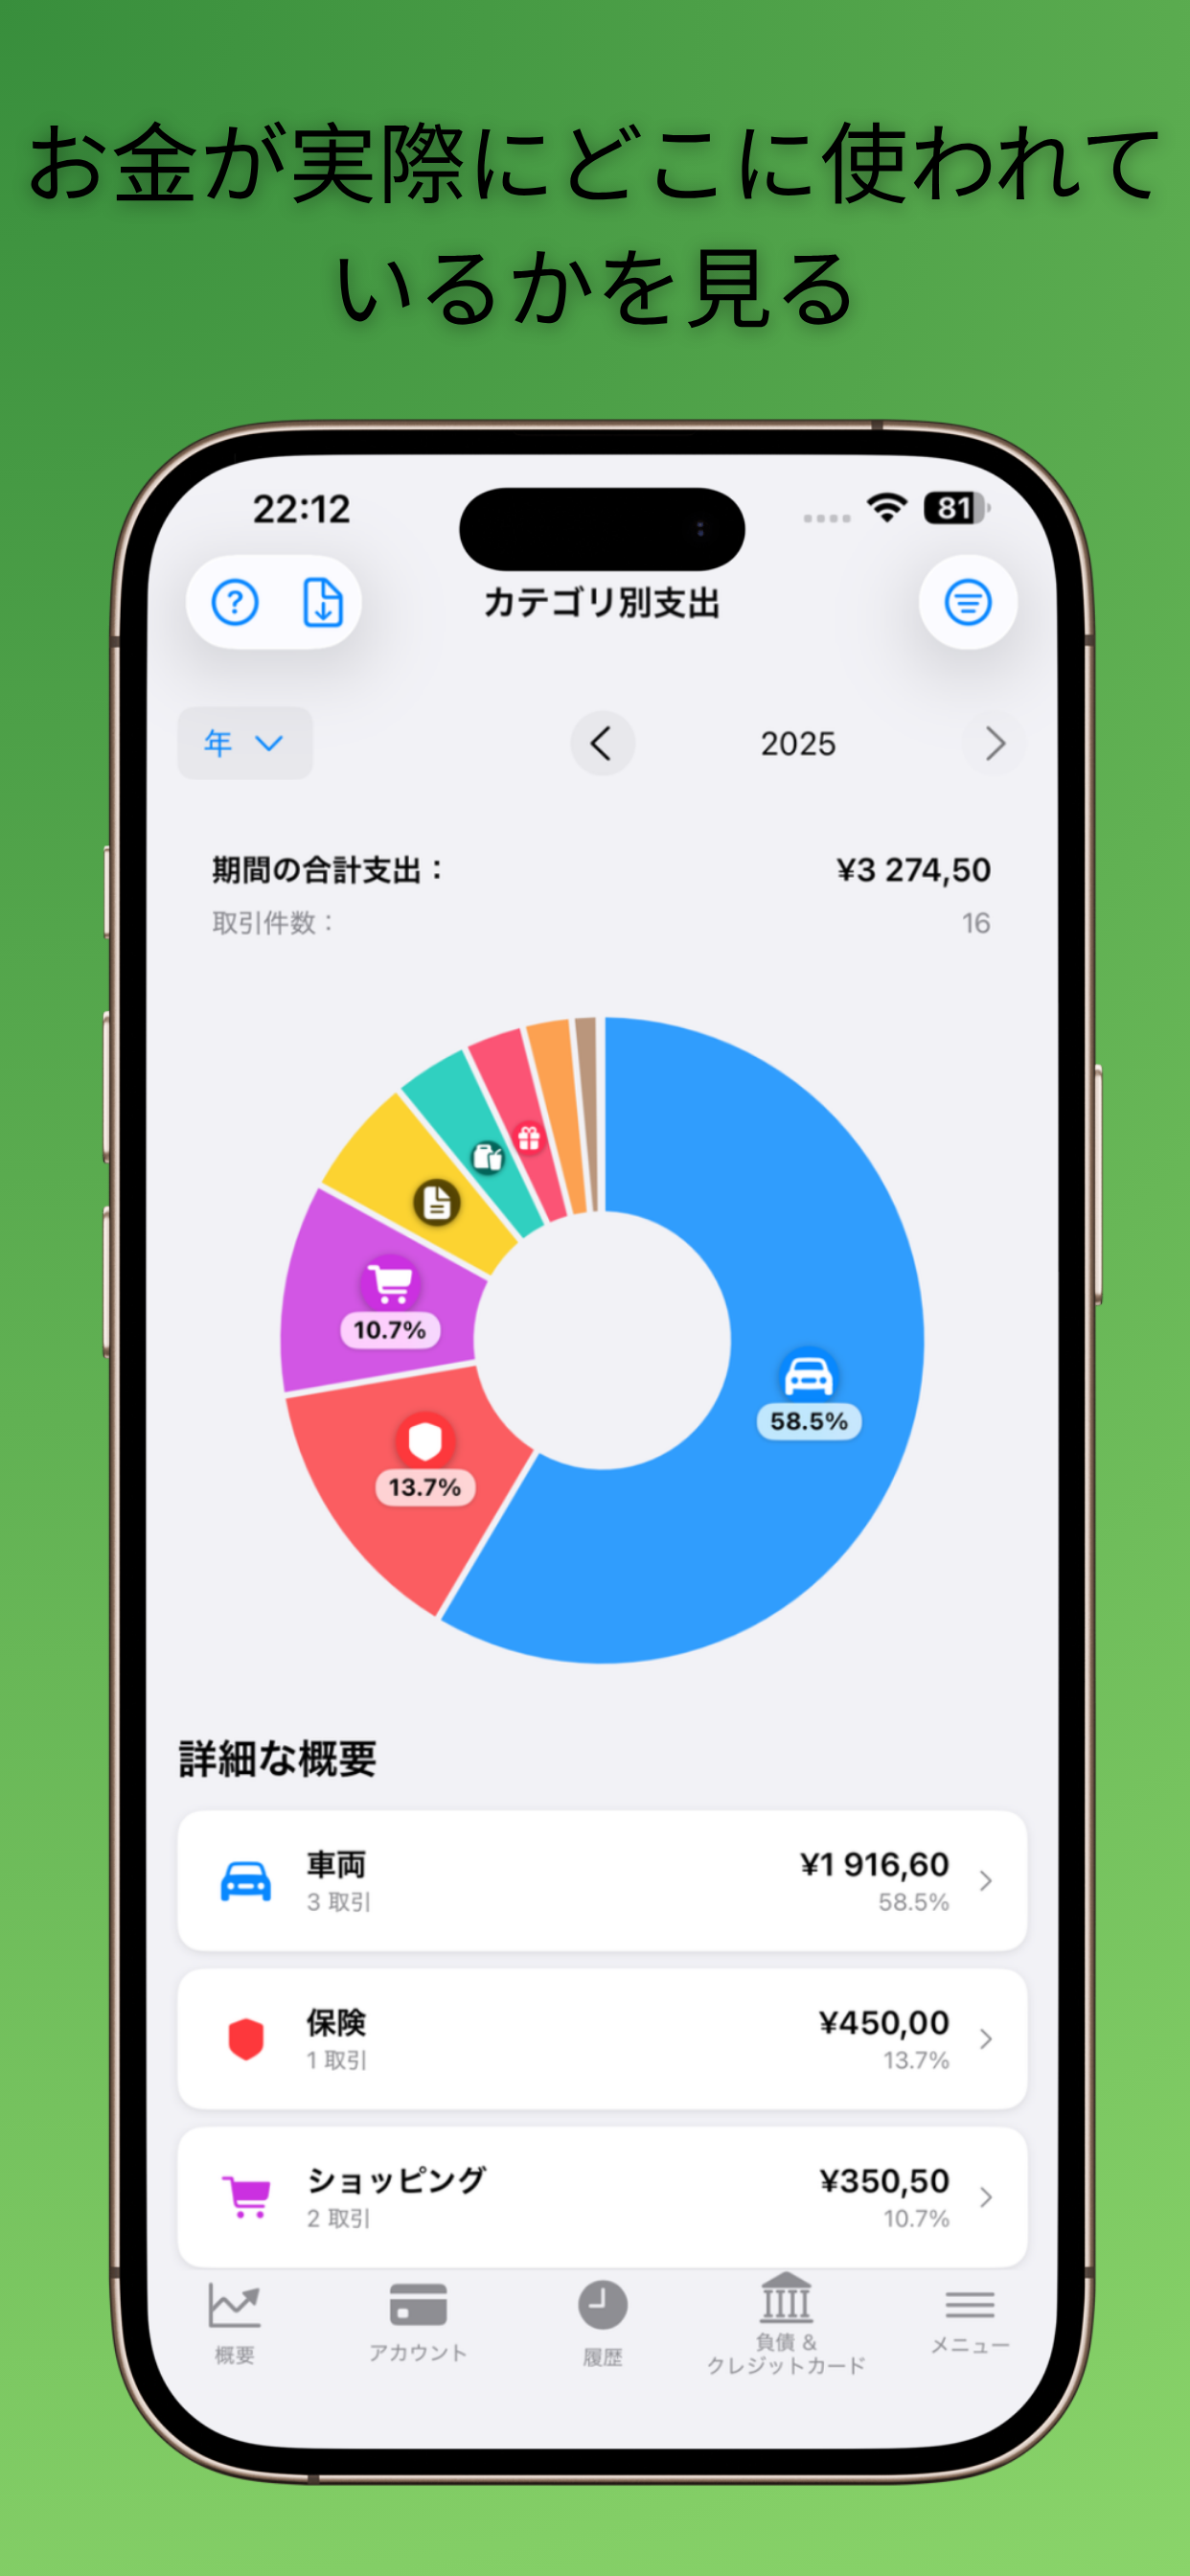 お金が実際にどこに使われて
いるかを見る
22:12
81
カテゴリ別支出
年
2025
期間の合計支出：
¥3 274,50
取引件数：
16
10.7%
58.5%
13.7%
詳細な概要
車両
¥1 916,60
3 取引
58.5%
保険
¥450,00
1 取引
13.7%
ショッピング
¥350,50
2 取引
10.7%
概要
アカウント
履歴
負債 &
クレジットカード
メニュー